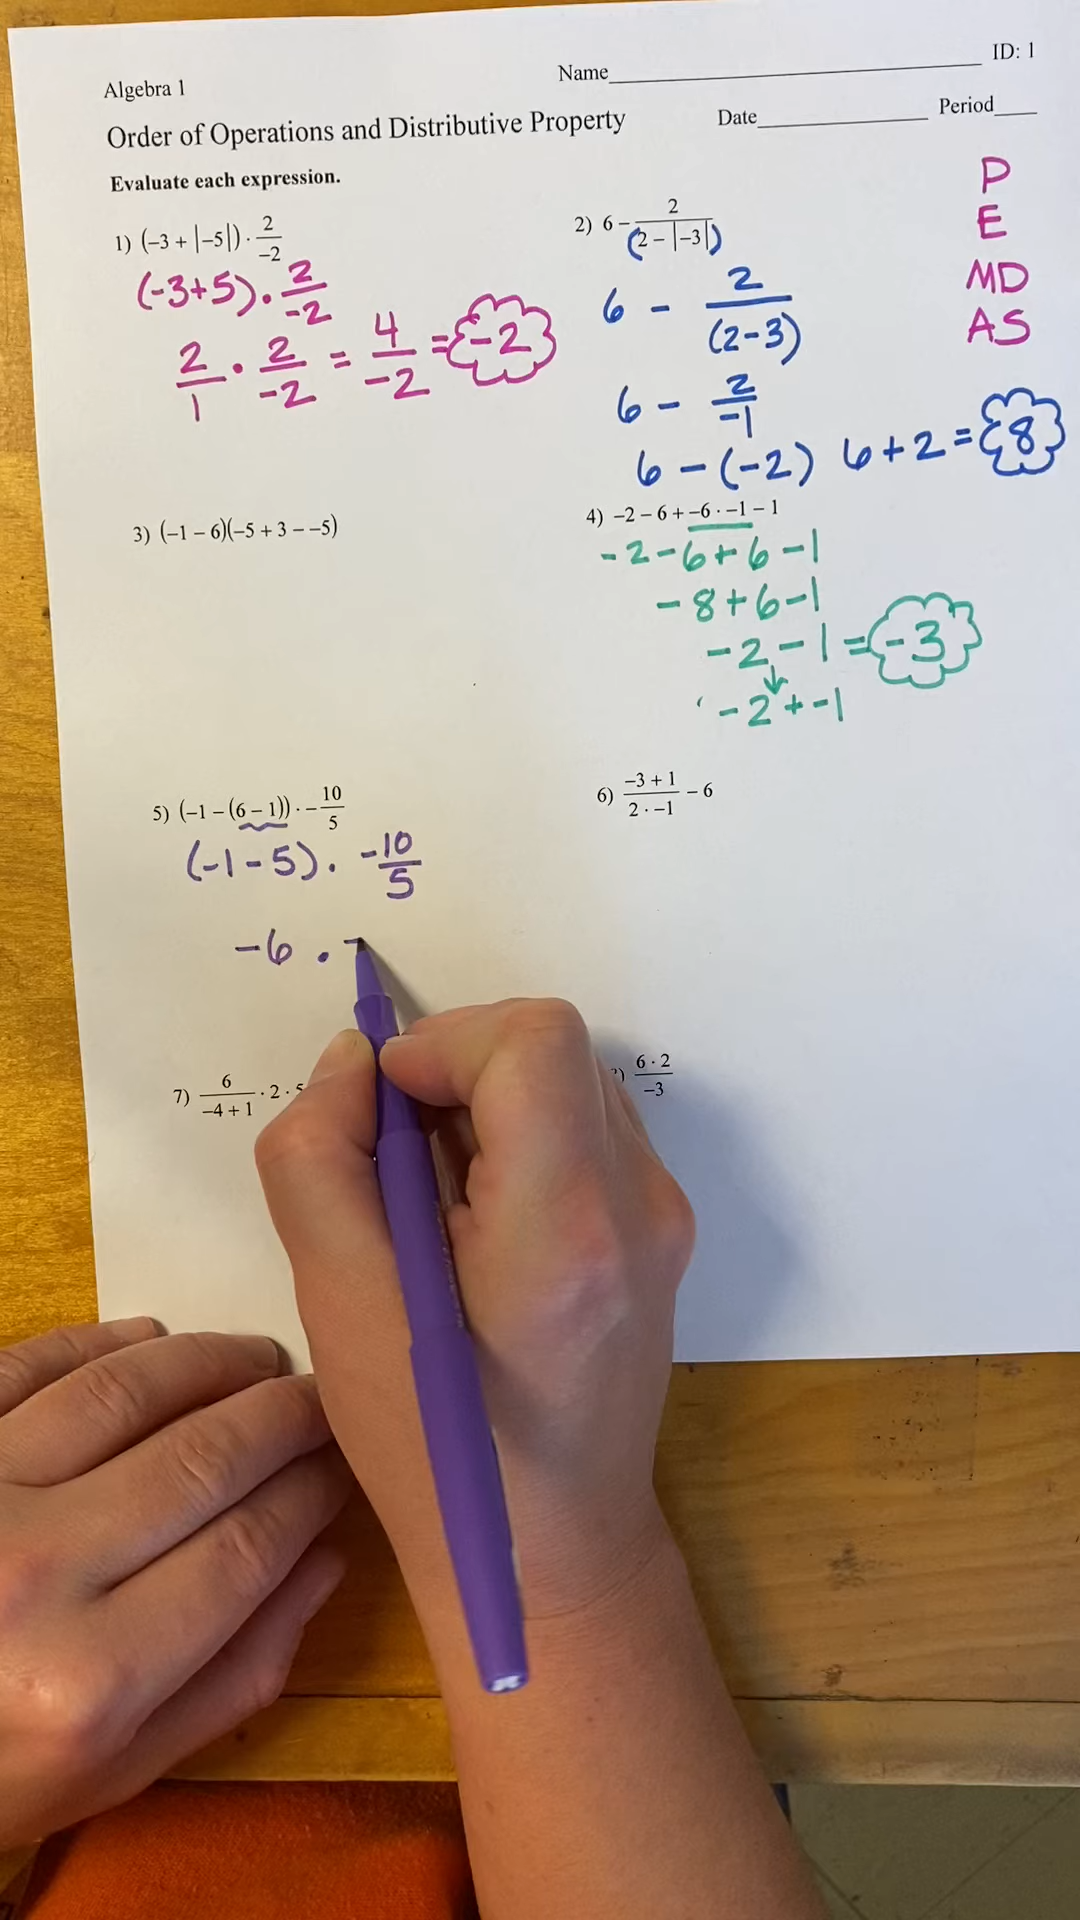 ID: 1
Algebra 1
Name
Order of Operations and Distributive Property
Date
Period
Evaluate each expression.
P
E
MD
AS
1) (−3 + |−5|) · 2/−2
(-3+5) · 2/-2
2/1 · 2/-2 = 4/-2 = -2
2) 6 − 2/(2 − |−3|)
6 - 2/(2-3)
6 - 2/-1
6 - (-2) 6+2 = 8
3) (−1 − 6)(−5 + 3 − −5)
4) −2 − 6 + −6 · −1 − 1
-2-6+6-1
-8+6-1
-2-1 = -3
-2+-1
5) (−1 − (6 − 1)) · −10/5
(-1-5) · -10/5
-6 · -
6) (−3 + 1)/(2 · −1) − 6
7) 6/(−4 + 1) · 2 ·
) (6 · 2)/−3